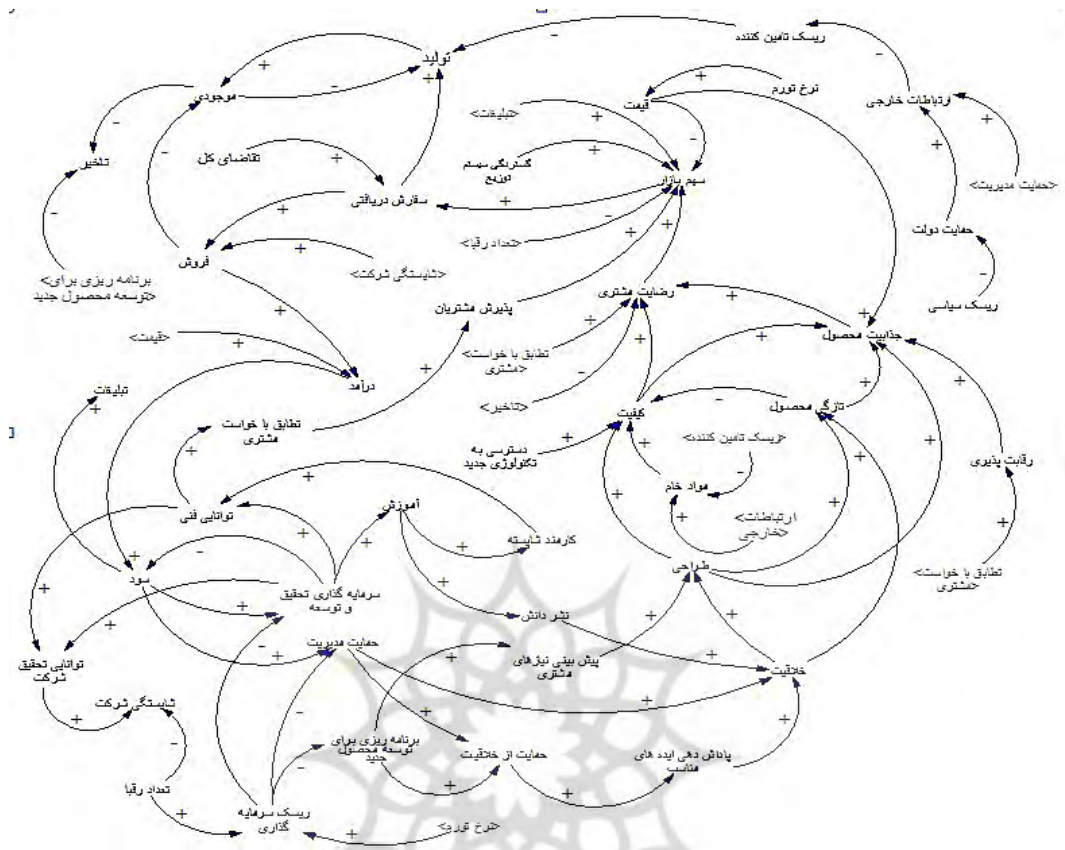 ریسک تامین کننده
تولید
نرخ تورم
موجودی
قیمت
ارتباطات خارجی
<تبلیغات>
تقاضای کل
گستردگی سیستم
توزیع
تاخیر
سهم بازار
<حمایت مدیریت>
سفارش دریافتی
حمایت دولت
<تعداد رقبا>
فروش
<شایستگی شرکت>
<برنامه ریزی برای
توسعه محصول جدید>
رضایت مشتری
ریسک سیاسی
پذیرش مشتریان
جذابیت محصول
<قیمت>
<تطابق با خواست
مشتری>
درآمد
تبلیغات
<تاخیر>
تازگی محصول
کیفیت
تطابق با خواست
مشتری
<ریسک تامین کننده>
دسترسی به
تکنولوژی جدید
رقابت پذیری
مواد خام
آموزش
توانایی فنی
<ارتباطات
خارجی>
کارمند شایسته
طراحی
<تطابق با خواست
مشتری>
سود
سرمایه گذاری تحقیق
و توسعه
نشر دانش
حمایت مدیریت
پیش بینی نیازهای
مشتری
خلاقیت
توانایی تحقیق
شرکت
شایستگی شرکت
برنامه ریزی برای
توسعه محصول
جدید
حمایت از خلاقیت
پاداش دهی ایده های
مناسب
تعداد رقبا
ریسک سرمایه
گذاری
<نرخ تورم>